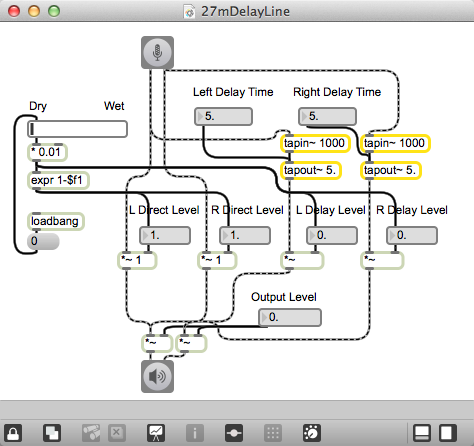 27mDelayLine
Left Delay Time Right Delay Time
Dry Wet
5. 5.
tapin~ 1000 tapin~ 1000
* 0.01
tapout~ 5. tapout~ 5.
expr 1-$f1
L Direct Level R Direct Level L Delay Level R Delay Level
loadbang
1. 1. 0. 0.
0
*~ 1 *~ 1 *~ *~
Output Level
0.
*~ *~